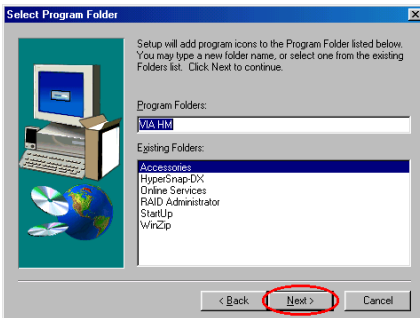 Select Program Folder
Setup will add program icons to the Program Folder listed below.
You may type a new folder name, or select one from the existing
Folders list. Click Next to continue.
Program Folders:
VIA HM
Existing Folders:
Accessories
HyperSnap-DX
Online Services
RAID Administrator
StartUp
WinZip
< Back
Next >
Cancel